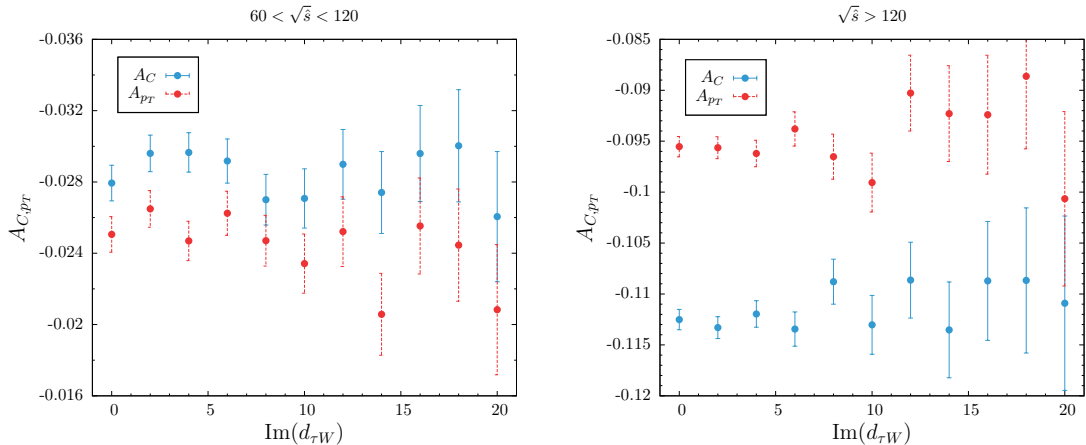 60 < √ŝ < 120
-0.036
-0.032
-0.028
-0.024
-0.02
-0.016
A_{C,p_T}
A_C
A_{p_T}
0 5 10 15 20
Im(d_{τW})
√ŝ > 120
-0.085
-0.09
-0.095
-0.1
-0.105
-0.11
-0.115
-0.12
A_{C,p_T}
A_C
A_{p_T}
0 5 10 15 20
Im(d_{τW})